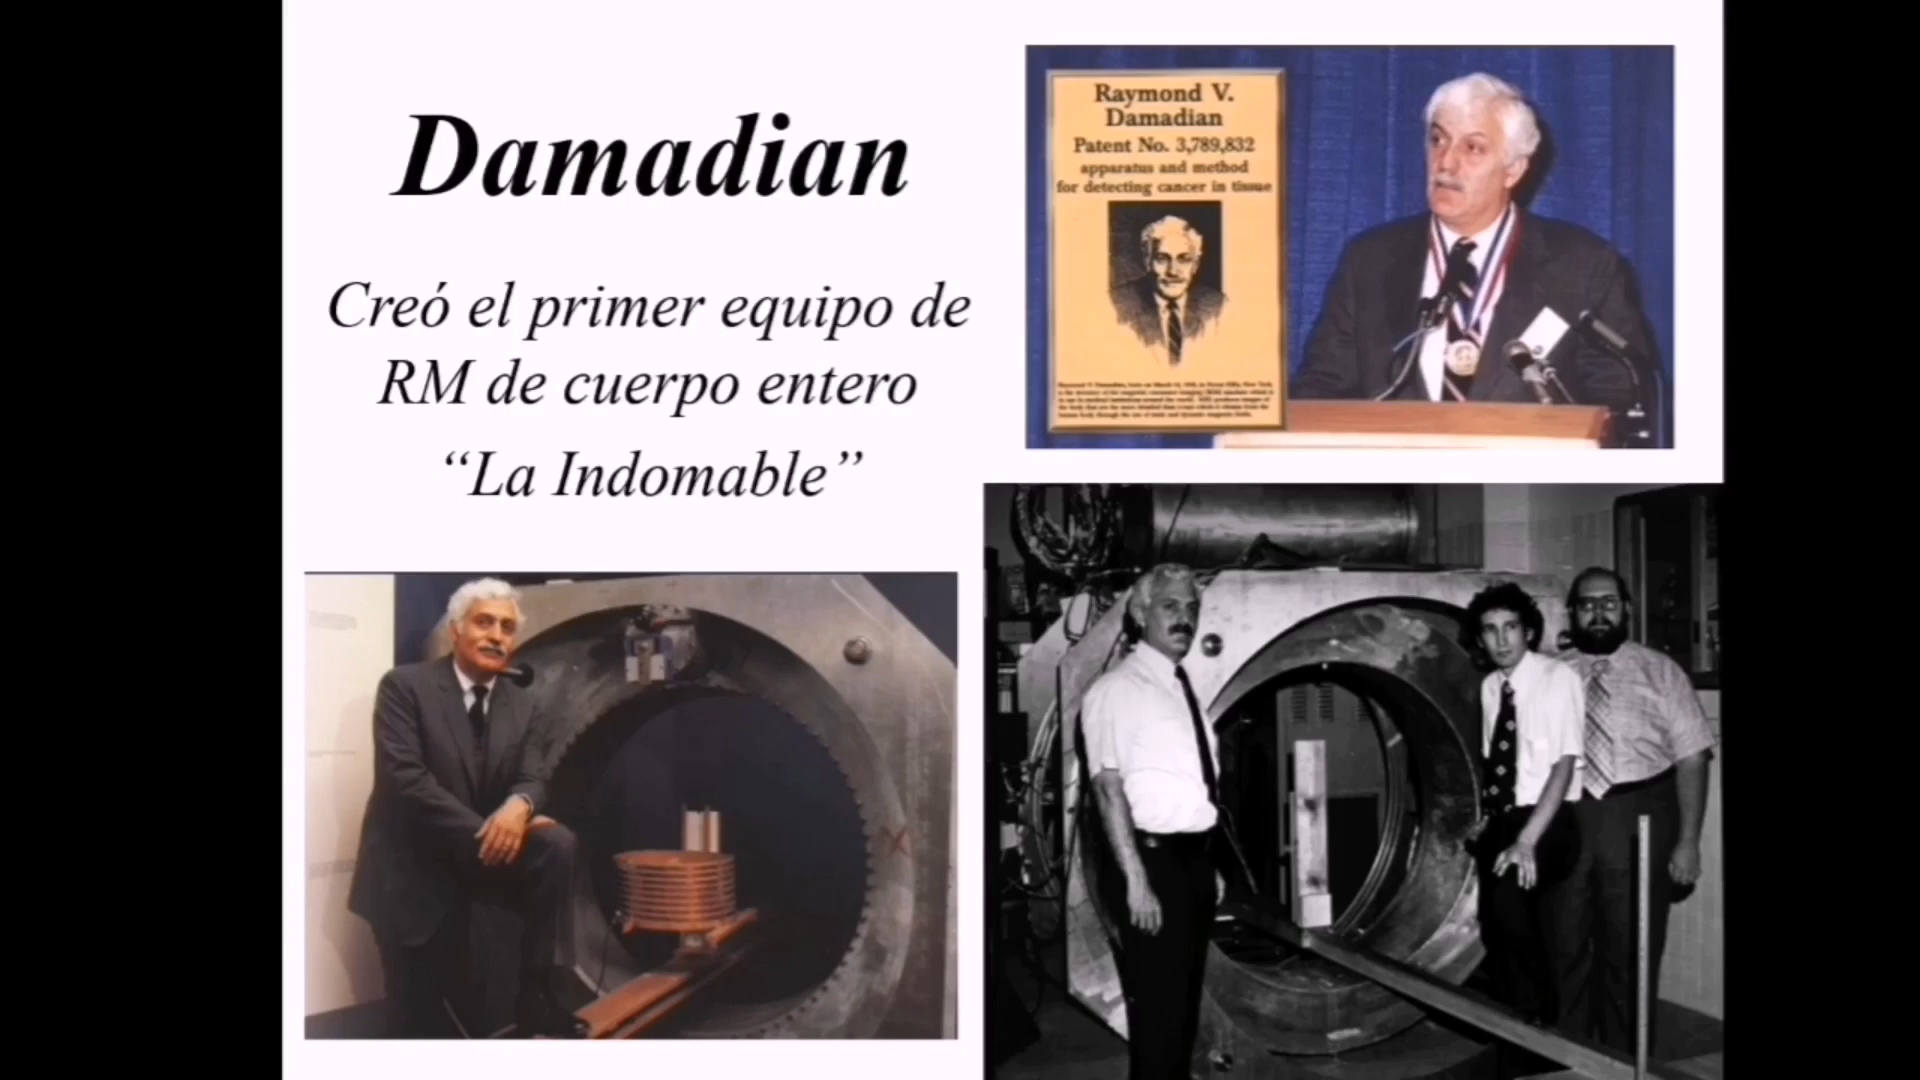 Damadian
Creó el primer equipo de
RM de cuerpo entero
“La Indomable”
Raymond V.
Damadian
Patent No. 3,789,832
apparatus and method
for detecting cancer in tissue